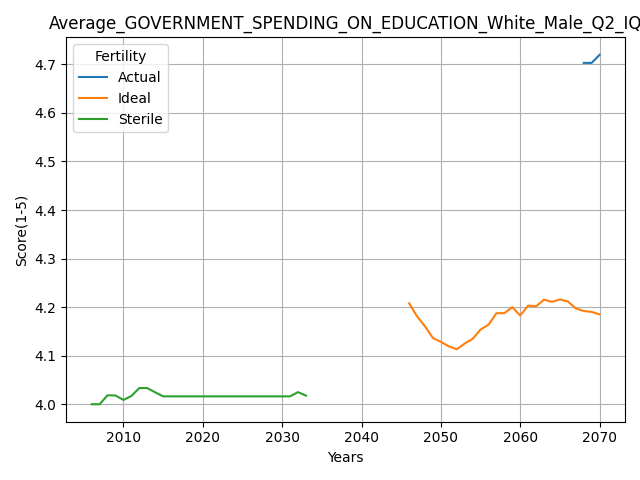 Average_GOVERNMENT_SPENDING_ON_EDUCATION_White_Male_Q2_IQ
Fertility
Actual
Ideal
Sterile
Score(1-5)
4.7
4.6
4.5
4.4
4.3
4.2
4.1
4.0
2010 2020 2030 2040 2050 2060 2070
Years